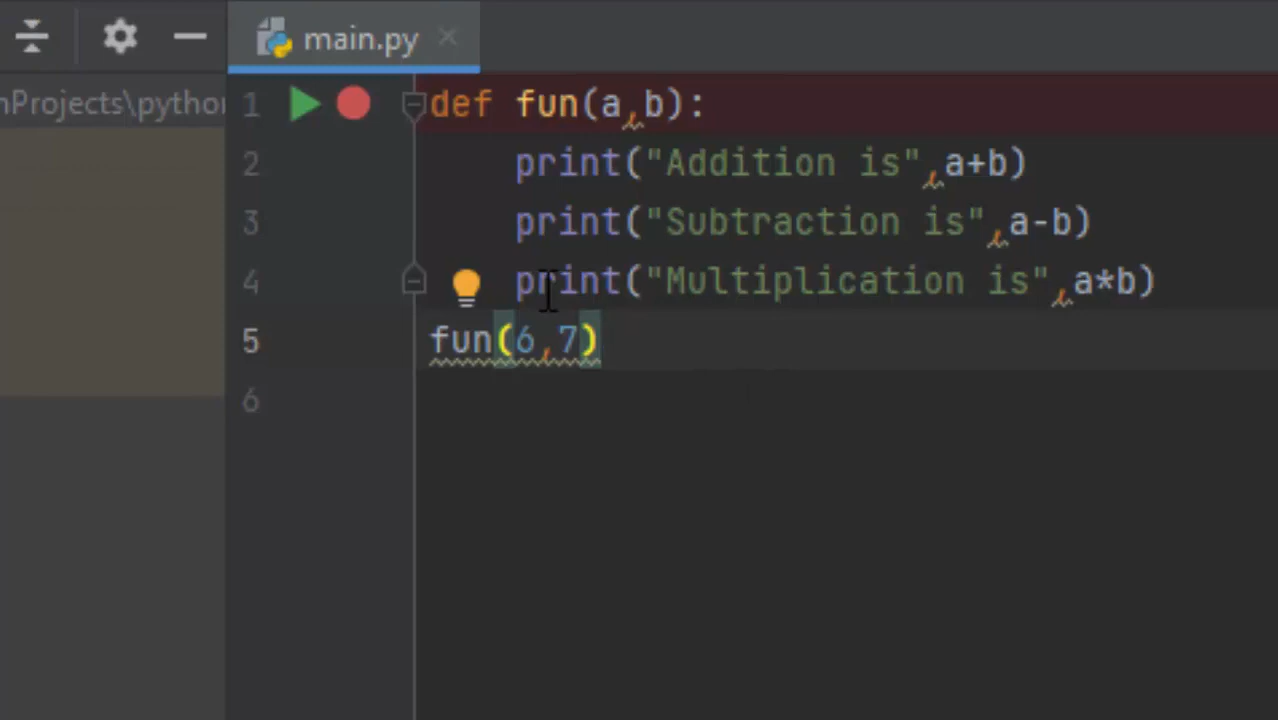 main.py
nProjects\pytho
1 def fun(a,b):
2 print("Addition is",a+b)
3 print("Subtraction is",a-b)
4 print("Multiplication is",a*b)
5 fun(6,7)
6